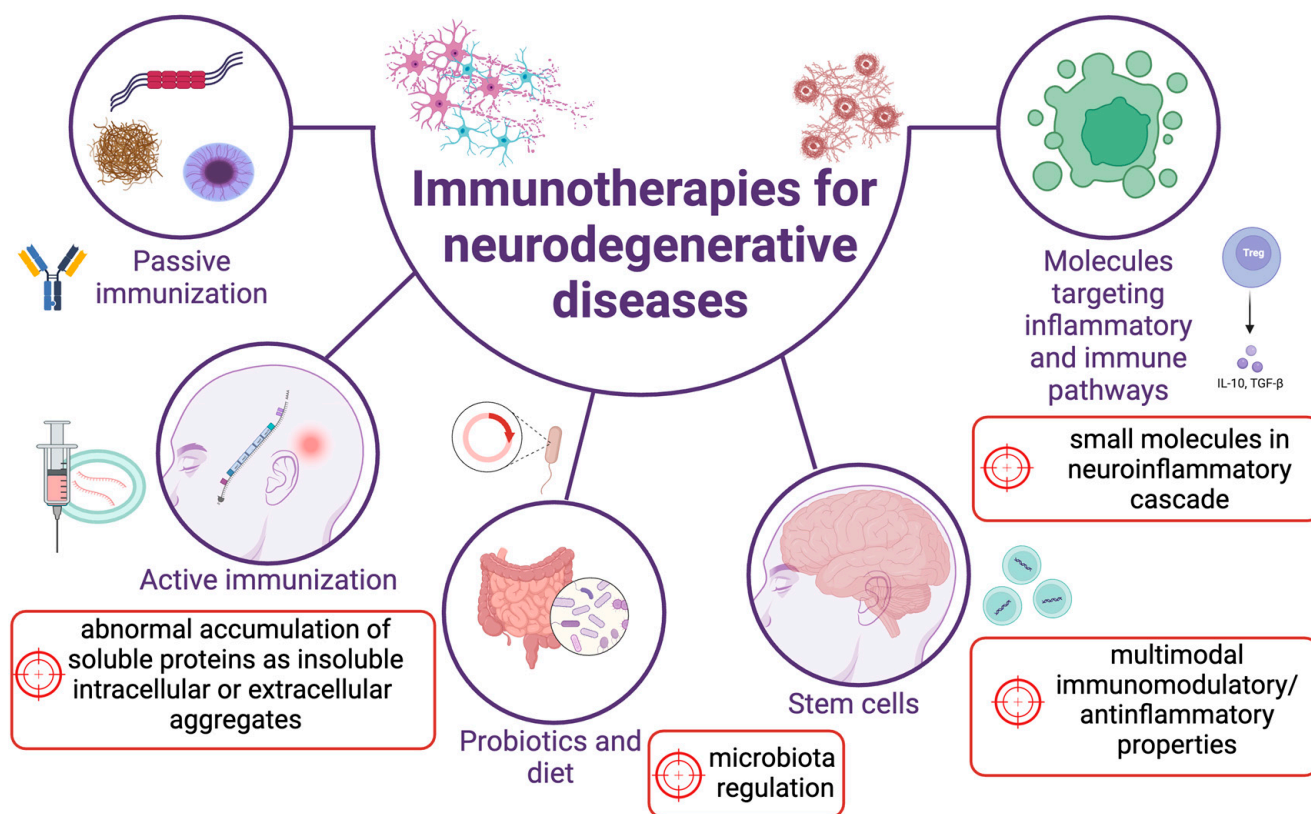 Immunotherapies for
neurodegenerative
diseases
Passive
immunization
Active immunization
abnormal accumulation of
soluble proteins as insoluble
intracellular or extracellular
aggregates
Probiotics and
diet
microbiota
regulation
Stem cells
multimodal
immunomodulatory/
antinflammatory
properties
Molecules
targeting
inflammatory
and immune
pathways
Treg
IL-10, TGF-β
small molecules in
neuroinflammatory
cascade